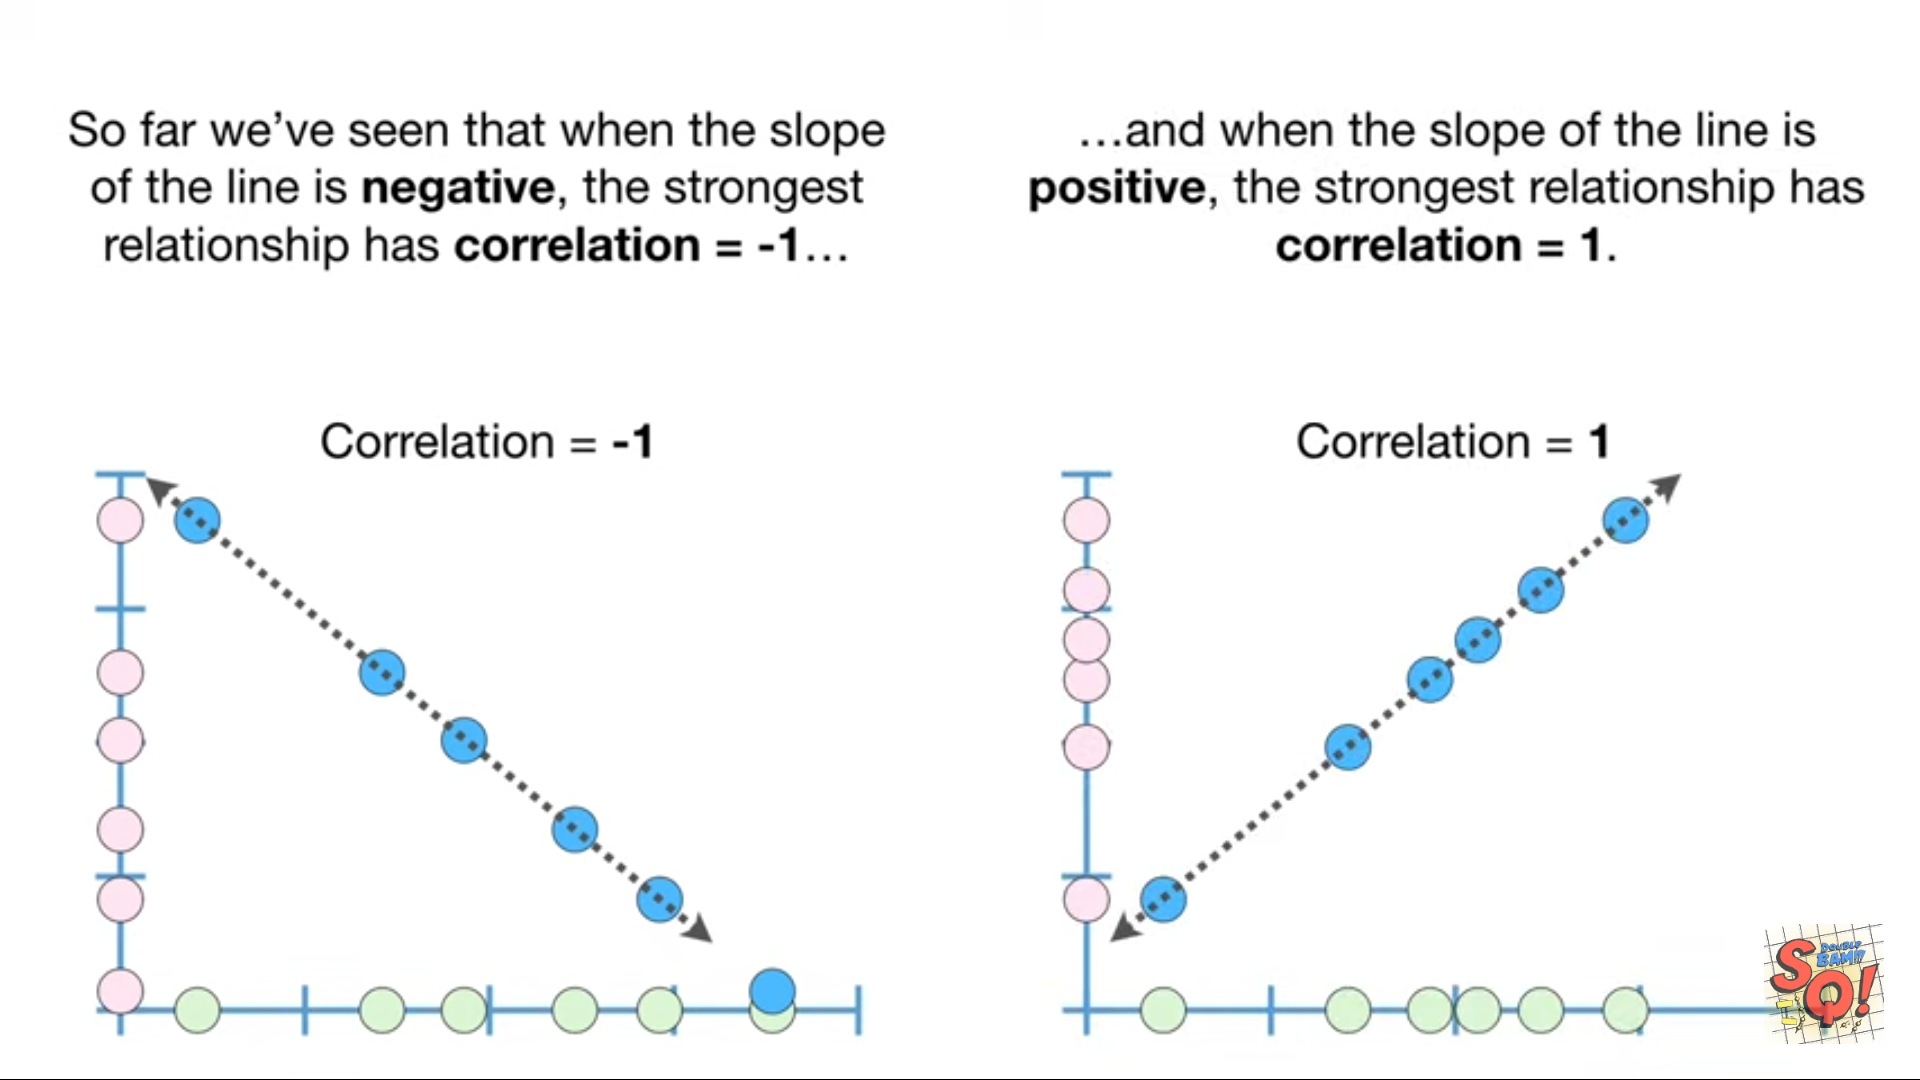 So far we’ve seen that when the slope
of the line is negative, the strongest
relationship has correlation = -1…
…and when the slope of the line is
positive, the strongest relationship has
correlation = 1.
Correlation = -1
Correlation = 1
SQ!
DOUBLE
BAM!!